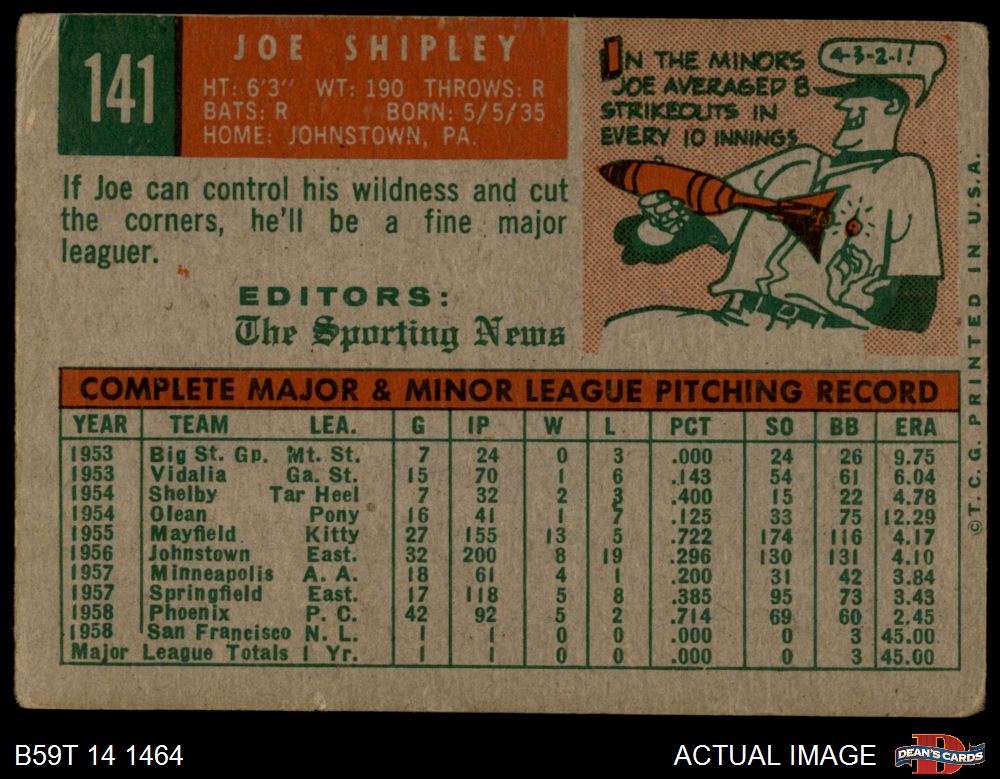 141
JOE SHIPLEY
HT: 6'3" WT: 190 THROWS: R
BATS: R BORN: 5/5/35
HOME: JOHNSTOWN, PA.
If Joe can control his wildness and cut
the corners, he'll be a fine major
leaguer.
EDITORS:
The Sporting News
IN THE MINORS
JOE AVERAGED 8
STRIKEOUTS IN
EVERY 10 INNINGS
4-3-2-1!
COMPLETE MAJOR & MINOR LEAGUE PITCHING RECORD
YEAR TEAM LEA. G IP W L PCT SO BB ERA
1953 Big St. Gp. Mt. St. 7 24 0 3 .000 24 26 9.75
1953 Vidalia Ga. St. 15 70 1 6 .143 54 61 6.04
1954 Shelby Tar Heel 7 32 2 3 .400 15 22 4.78
1954 Olean Pony 16 41 1 7 .125 33 75 12.29
1955 Mayfield Kitty 27 155 13 5 .722 174 116 4.17
1956 Johnstown East. 32 200 8 19 .296 130 131 4.10
1957 Minneapolis A. A. 18 61 4 1 .200 31 42 3.84
1957 Springfield East. 17 118 5 8 .385 95 73 3.43
1958 Phoenix P. C. 42 92 5 2 .714 69 60 2.45
1958 San Francisco N. L. 1 1 0 0 .000 0 3 45.00
Major League Totals 1 Yr. 1 1 0 0 .000 0 3 45.00
©T. C. G. PRINTED IN U.S.A.
B59T 14 1464
ACTUAL IMAGE
DEAN'S CARDS